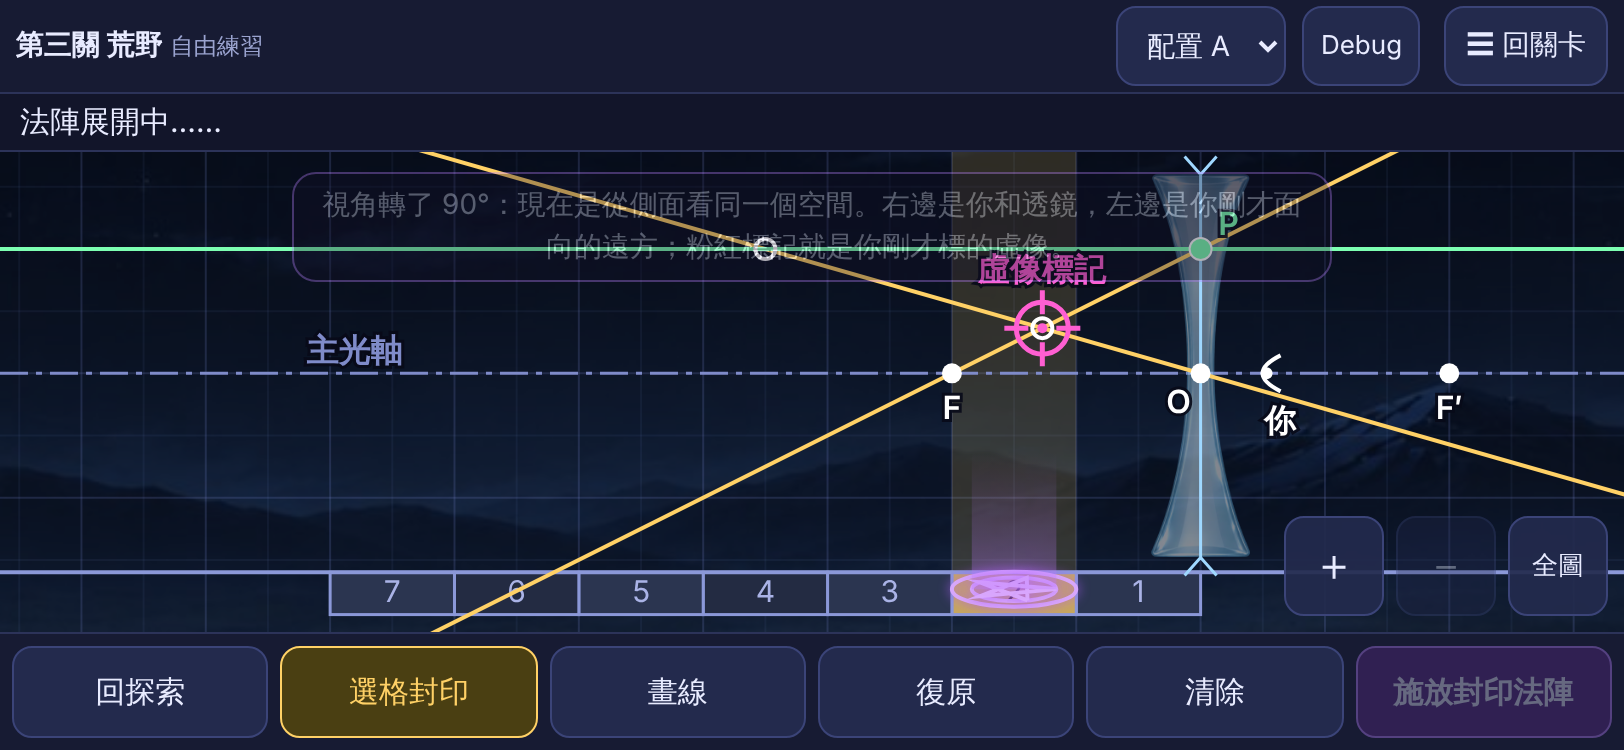 第三關 荒野 自由練習
配置 A
Debug
☰ 回關卡
法陣展開中……
視角轉了 90°：現在是從側面看同一個空間。右邊是你和透鏡，左邊是你剛才面
向的遠方；粉紅標記就是你剛才標的虛像。
P
虛像標記
主光軸
F
O
你
F′
＋
－
全圖
7
6
5
4
3
1
回探索
選格封印
畫線
復原
清除
施放封印法陣